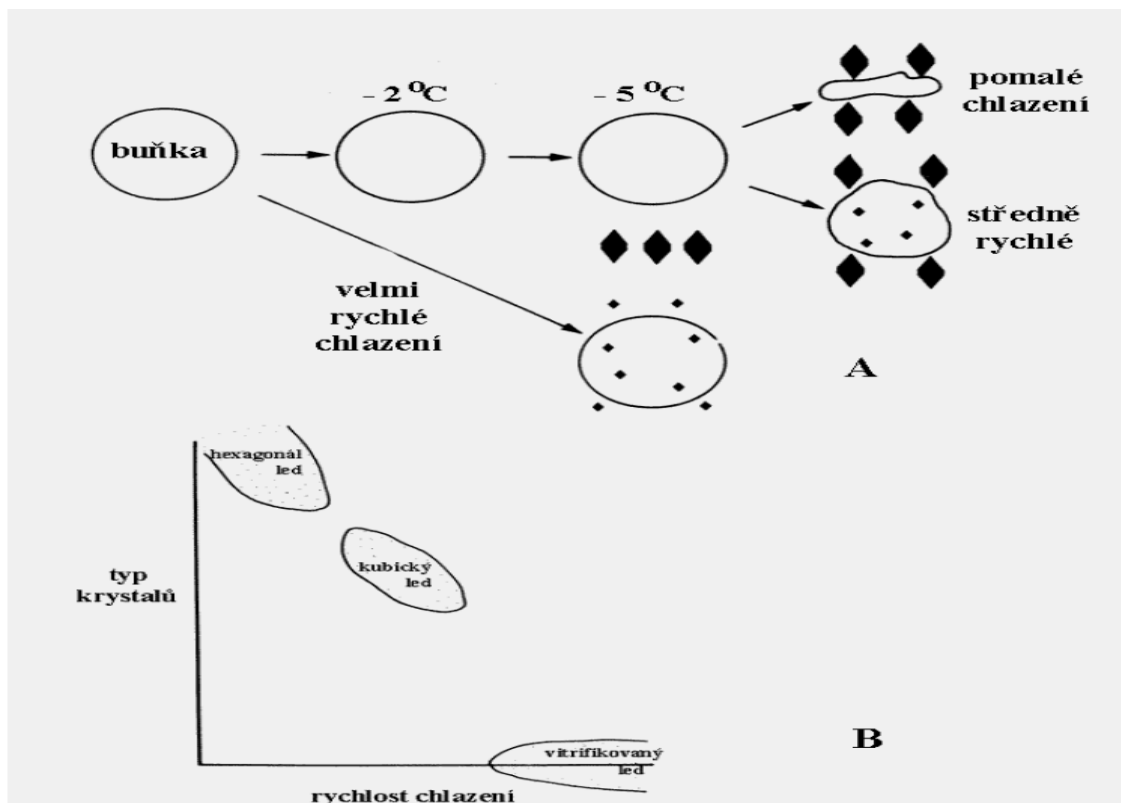 - 2 °C
- 5 °C
buňka
pomalé
chlazení
středně
rychlé
velmi
rychlé
chlazení
A
hexagonál
led
kubický
led
typ
krystalů
vitrifikovaný
led
B
rychlost chlazení